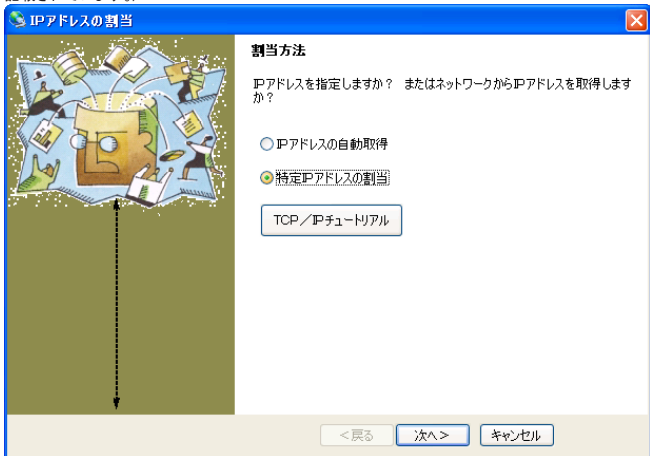 IPアドレスの割当
割当方法
IPアドレスを指定しますか？ またはネットワークからIPアドレスを取得します
か？
IPアドレスの自動取得
特定IPアドレスの割当
TCP／IPチュートリアル
<戻る 次へ> キャンセル